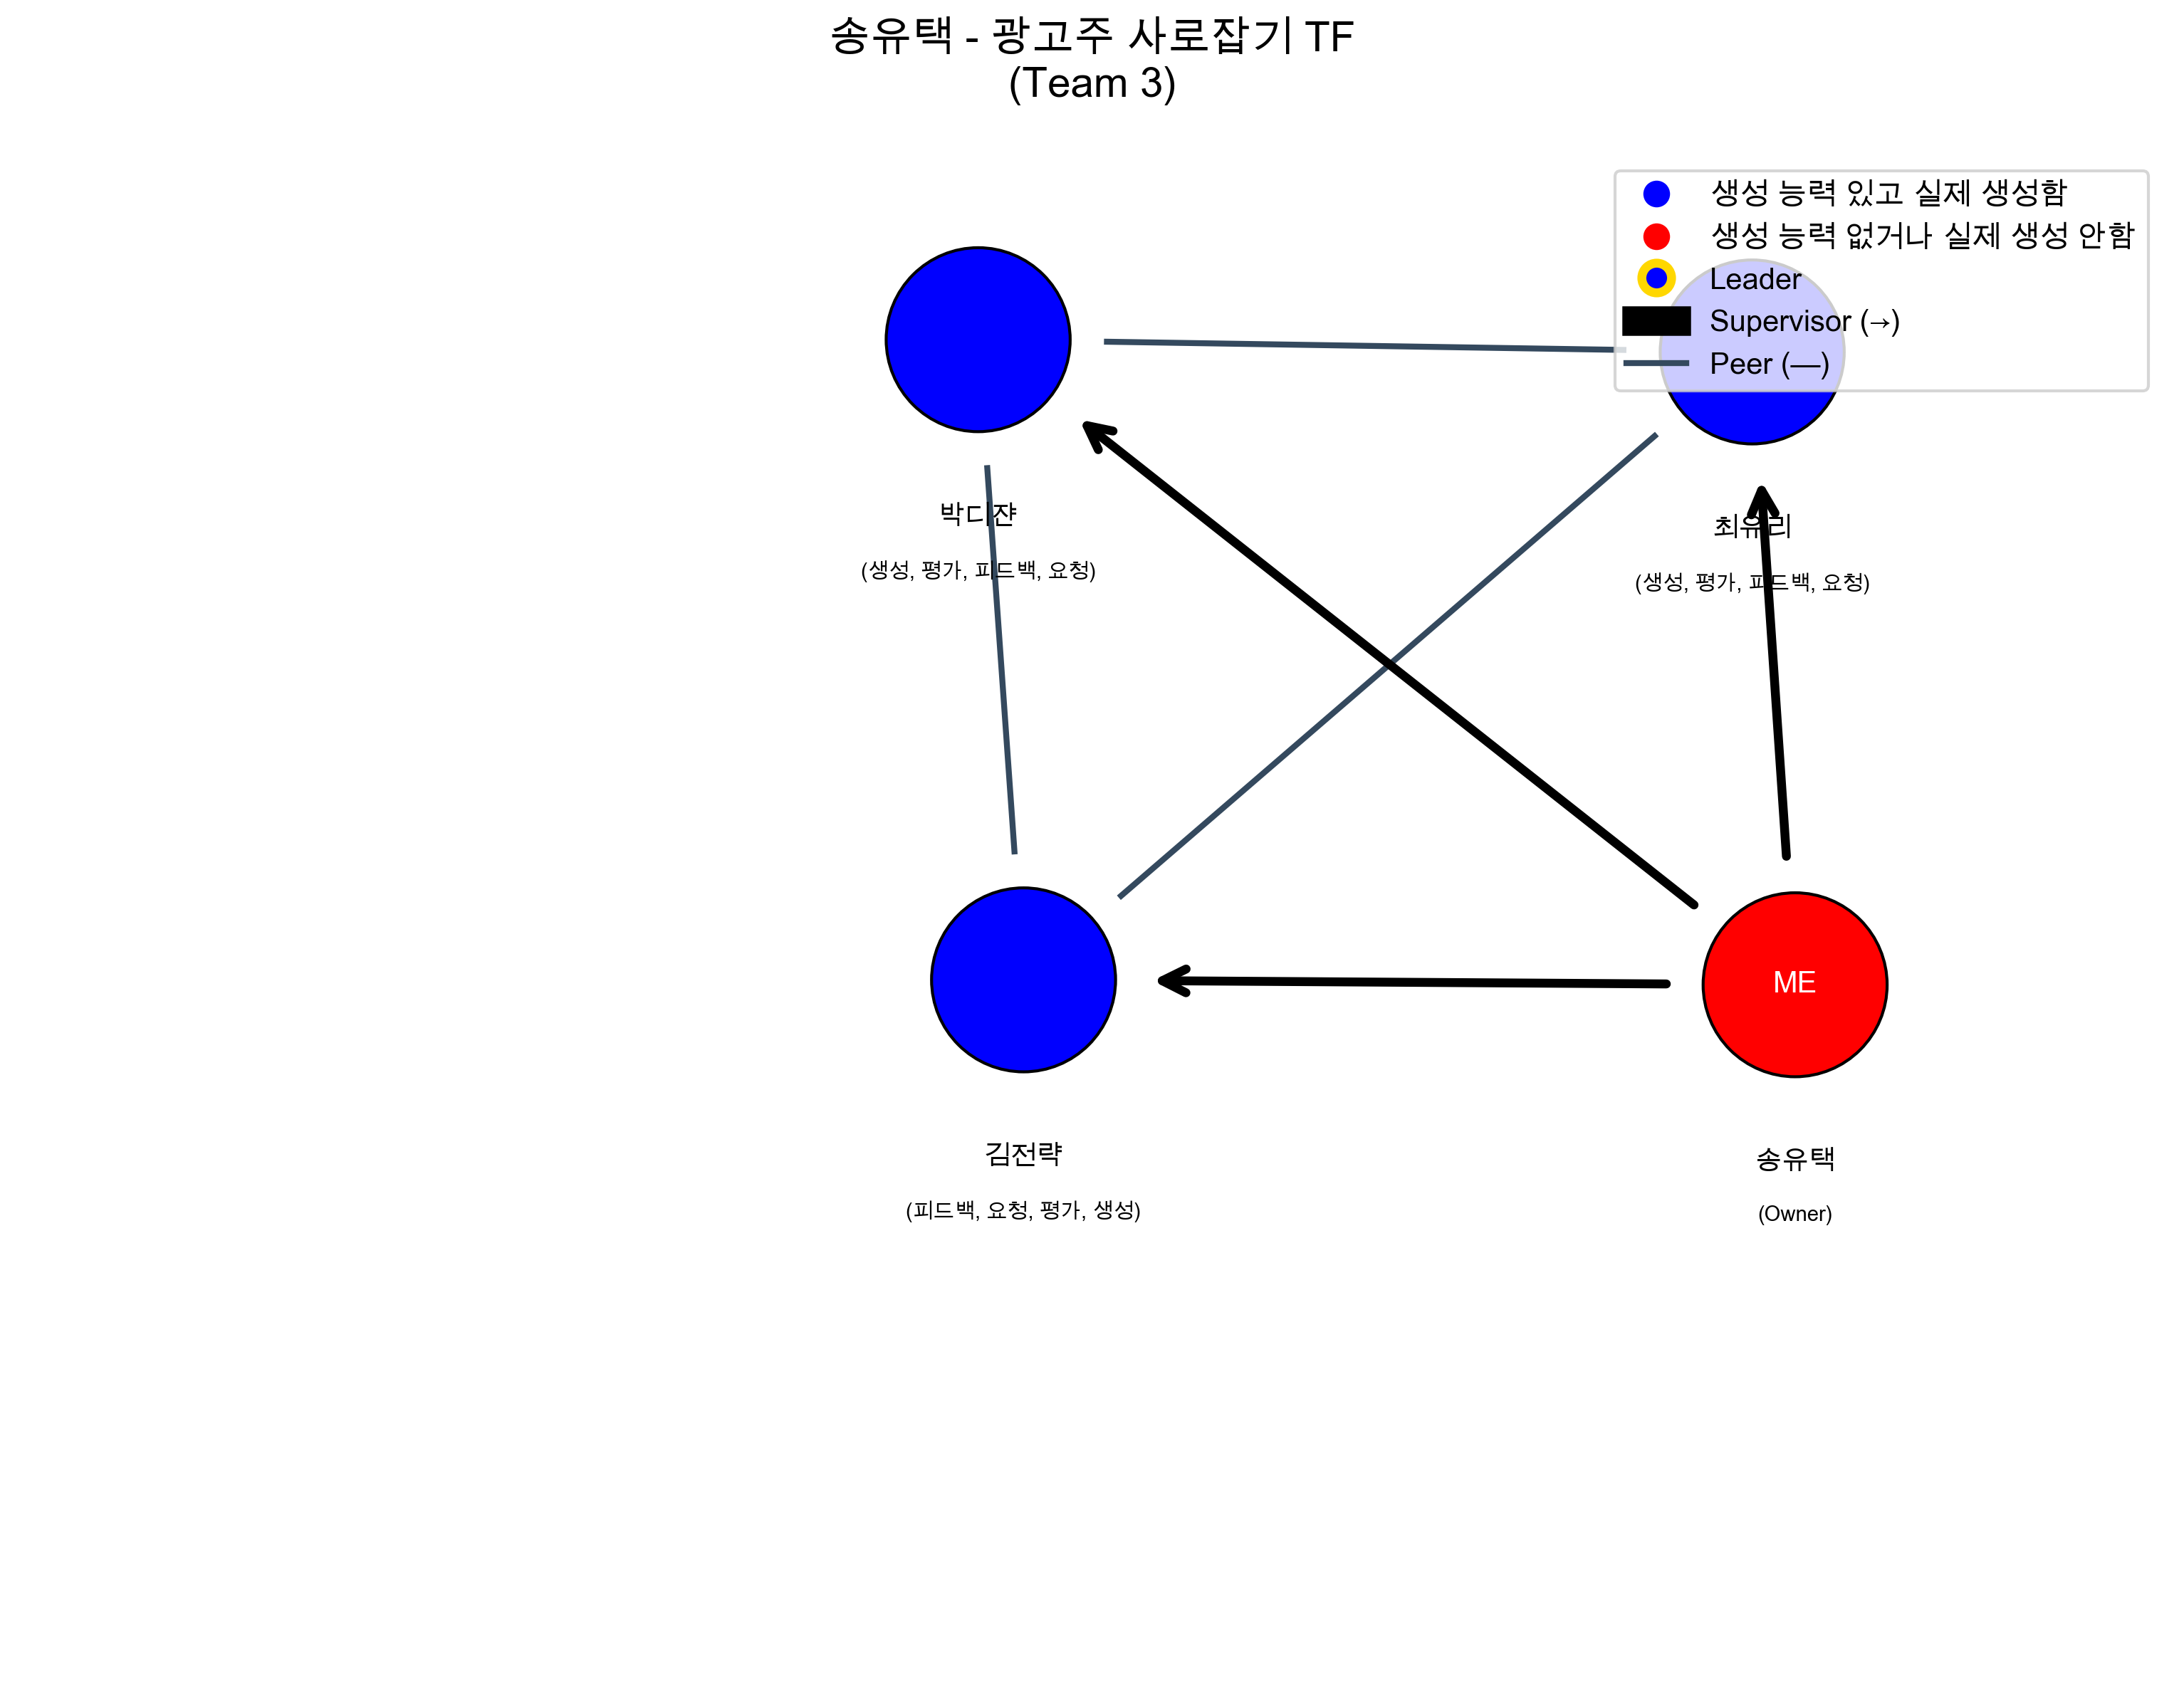 송유택 - 광고주 사로잡기 TF
(Team 3)
생성 능력 있고 실제 생성함
생성 능력 없거나 실제 생성 안함
Leader
Supervisor (→)
Peer (—)
박디쟌
(생성, 평가, 피드백, 요청)
최유리
(생성, 평가, 피드백, 요청)
ME
김전략
(피드백, 요청, 평가, 생성)
송유택
(Owner)